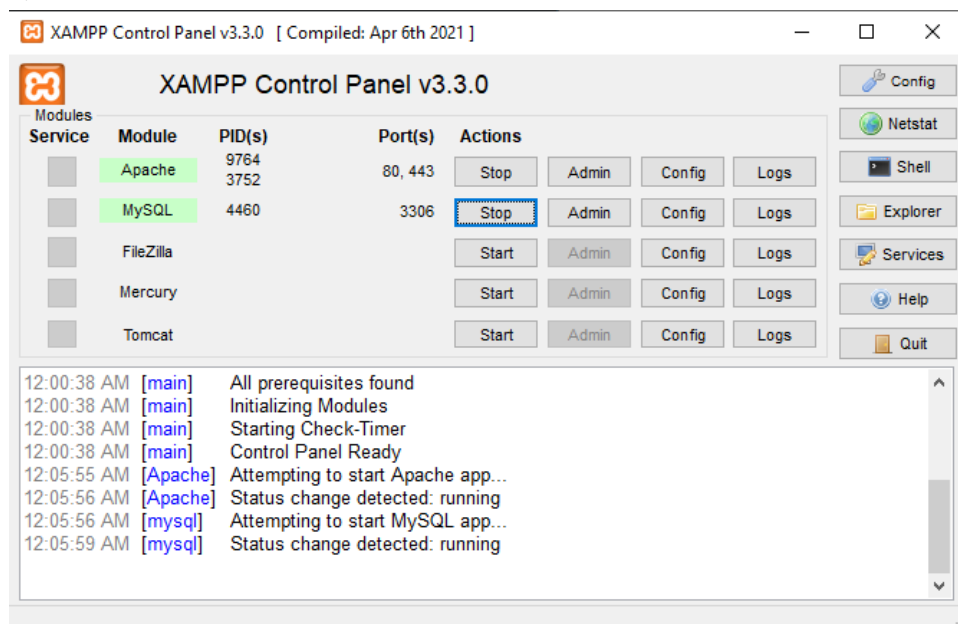 XAMPP Control Panel v3.3.0 [ Compiled: Apr 6th 2021 ]
XAMPP Control Panel v3.3.0
Config
Modules
Service Module PID(s) Port(s) Actions
Netstat
Apache 9764 3752 80, 443 Stop Admin Config Logs
Shell
MySQL 4460 3306 Stop Admin Config Logs
Explorer
FileZilla Start Admin Config Logs
Services
Mercury Start Admin Config Logs
Help
Tomcat Start Admin Config Logs
Quit
12:00:38 AM [main] All prerequisites found
12:00:38 AM [main] Initializing Modules
12:00:38 AM [main] Starting Check-Timer
12:00:38 AM [main] Control Panel Ready
12:05:55 AM [Apache] Attempting to start Apache app...
12:05:56 AM [Apache] Status change detected: running
12:05:56 AM [mysql] Attempting to start MySQL app...
12:05:59 AM [mysql] Status change detected: running